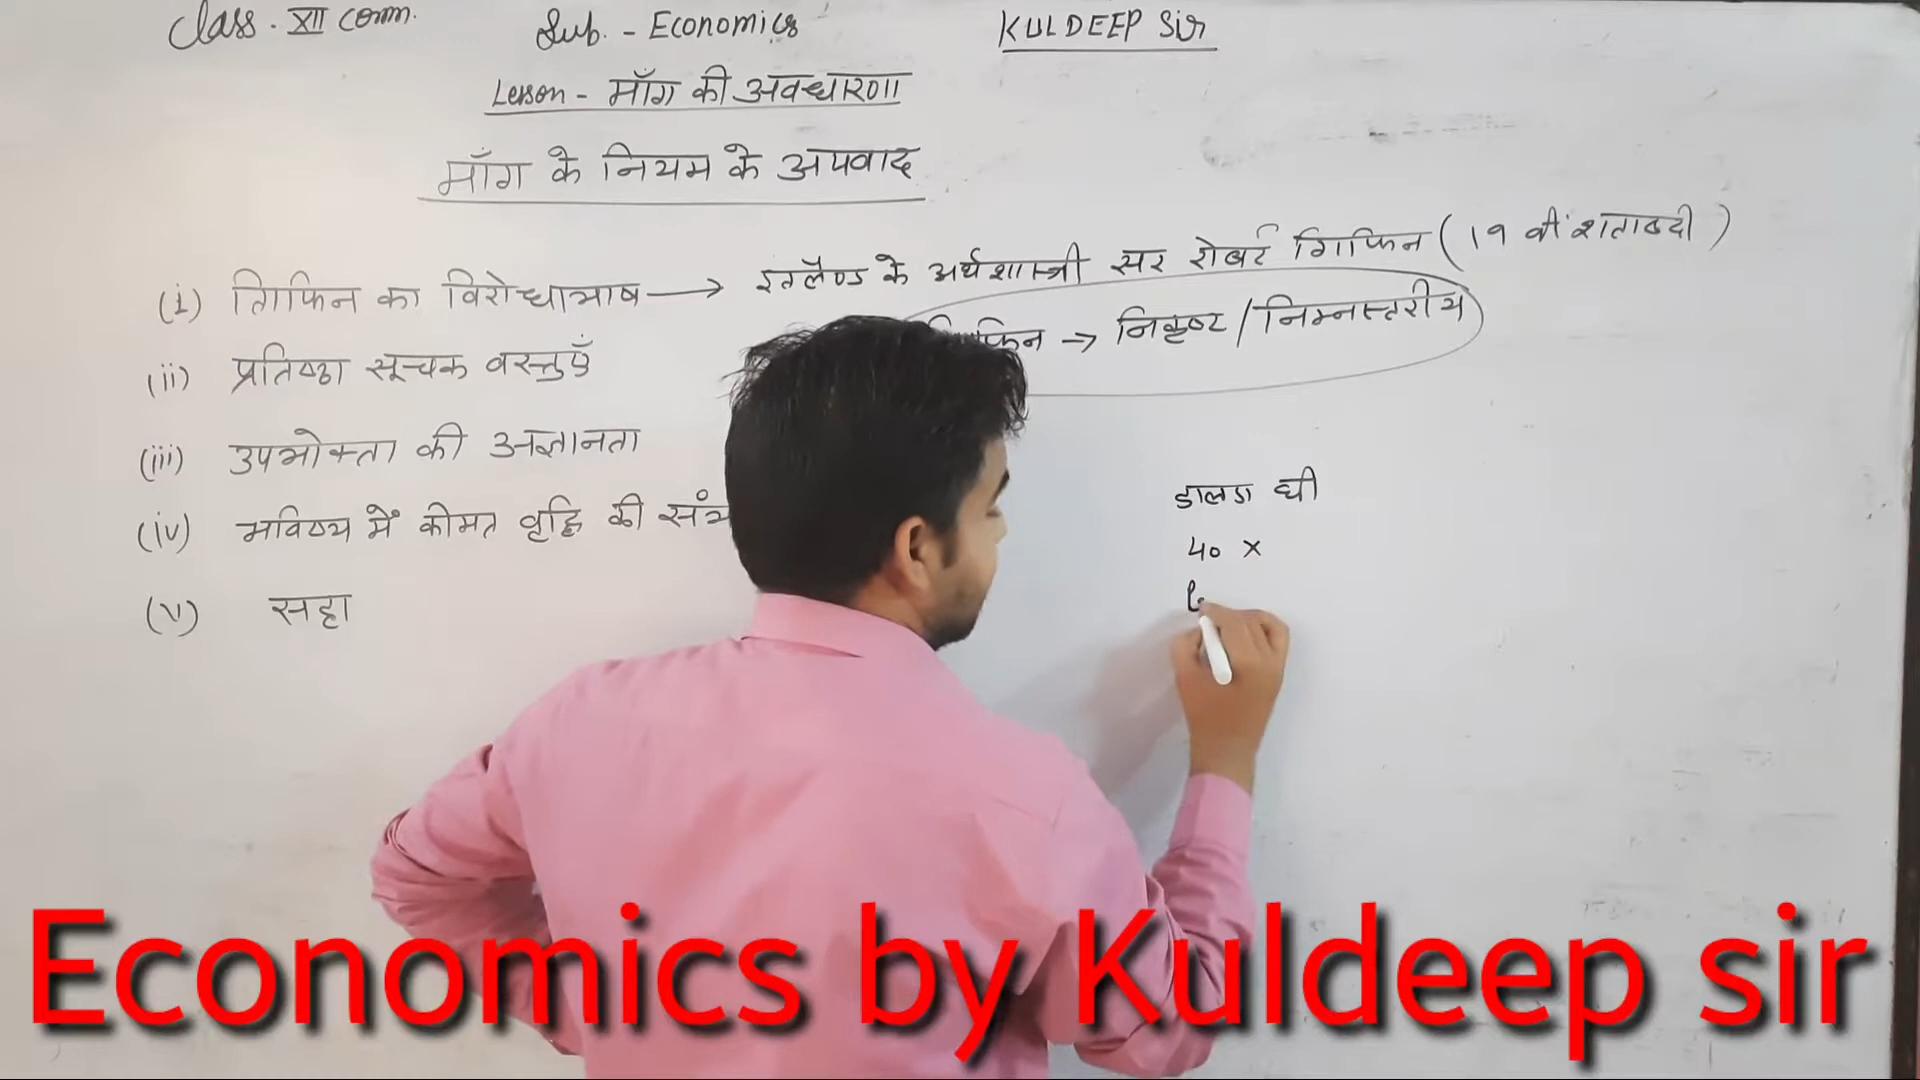 Class. XII comm. Sub. - Economics KULDEEP Sir
Lesson - माँग की अवधारणा
माँग के नियम के अपवाद
(i) गिफिन का विरोधाभाष → इंग्लैण्ड के अर्थशास्त्री सर रोबर्ट गिफिन (19 वीं शताब्दी)
→ निकृष्ट / निम्नस्तरीय
(ii) प्रतिष्ठा सूचक वस्तुएँ
(iii) उपभोक्ता की अज्ञानता
(iv) भविष्य में कीमत वृद्धि की
(v) सट्टा
डालडा घी
40 ×
Economics by Kuldeep sir